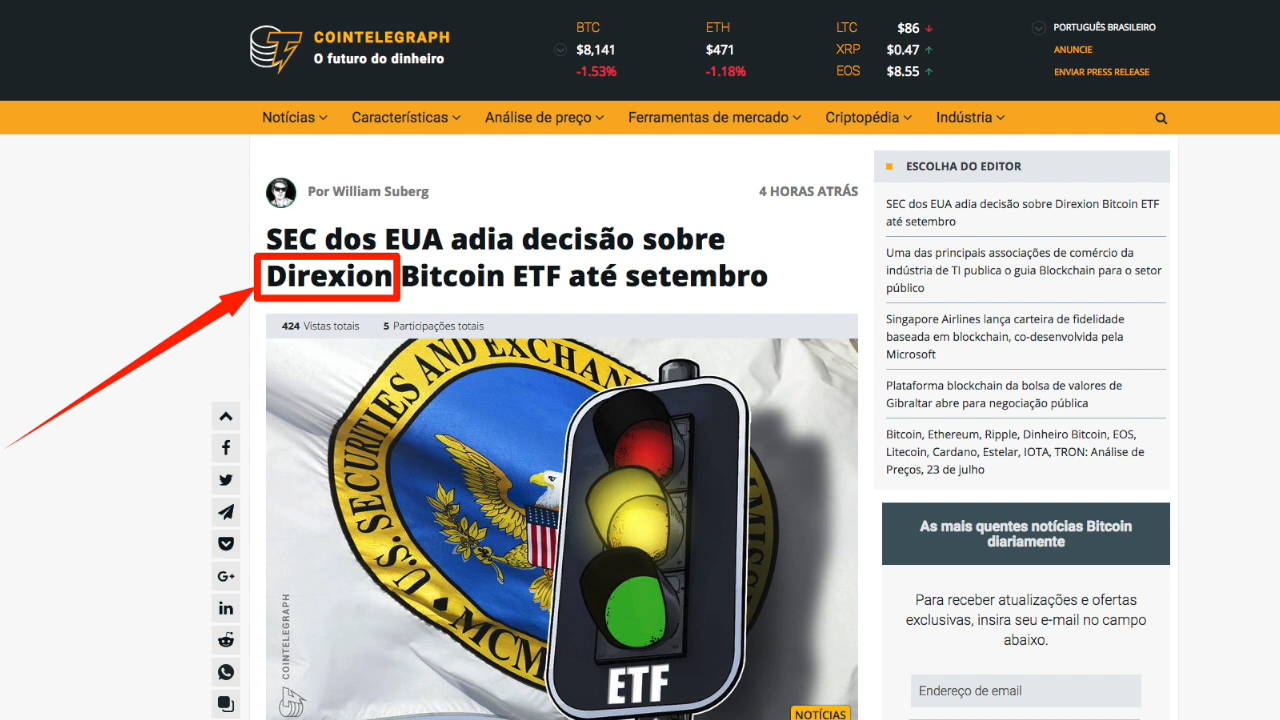 COINTELEGRAPH
O futuro do dinheiro
BTC
$8,141
-1.53%
ETH
$471
-1.18%
LTC $86
XRP $0.47
EOS $8.55
PORTUGUÊS BRASILEIRO
ANUNCIE
ENVIAR PRESS RELEASE
Notícias Características Análise de preço Ferramentas de mercado Criptopédia Indústria
Por William Suberg 4 HORAS ATRÁS
SEC dos EUA adia decisão sobre
Direxion Bitcoin ETF até setembro
424 Vistas totais 5 Participações totais
U.S. SECURITIES AND EXCHAN
MISS
MCM
ETF
COINTELEGRAPH
NOTÍCIAS
G+
in
ESCOLHA DO EDITOR
SEC dos EUA adia decisão sobre Direxion Bitcoin ETF
até setembro
Uma das principais associações de comércio da
indústria de TI publica o guia Blockchain para o setor
público
Singapore Airlines lança carteira de fidelidade
baseada em blockchain, co-desenvolvida pela
Microsoft
Plataforma blockchain da bolsa de valores de
Gibraltar abre para negociação pública
Bitcoin, Ethereum, Ripple, Dinheiro Bitcoin, EOS,
Litecoin, Cardano, Estelar, IOTA, TRON: Análise de
Preços, 23 de julho
As mais quentes notícias Bitcoin
diariamente
Para receber atualizações e ofertas
exclusivas, insira seu e-mail no campo
abaixo.
Endereço de email